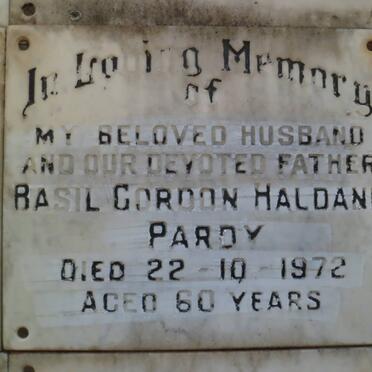 In Loving Memory
of
MY BELOVED HUSBAND
AND OUR DEVOTED FATHER
BASIL GORDON HALDANE
PARDY
DIED 22-10-1972
AGED 60 YEARS